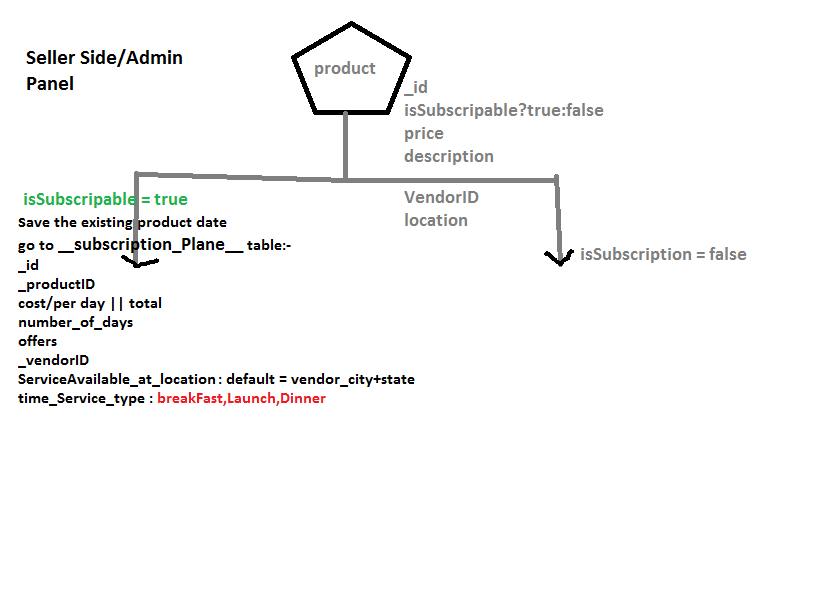 Seller Side/Admin
Panel
product
_id
isSubscripable?true:false
price
description
VendorID
location
isSubscripable = true
Save the existing product date
go to __subscription_Plane__ table:-
_id
_productID
cost/per day || total
number_of_days
offers
_vendorID
ServiceAvailable_at_location : default = vendor_city+state
time_Service_type : breakFast,Launch,Dinner
isSubscription = false